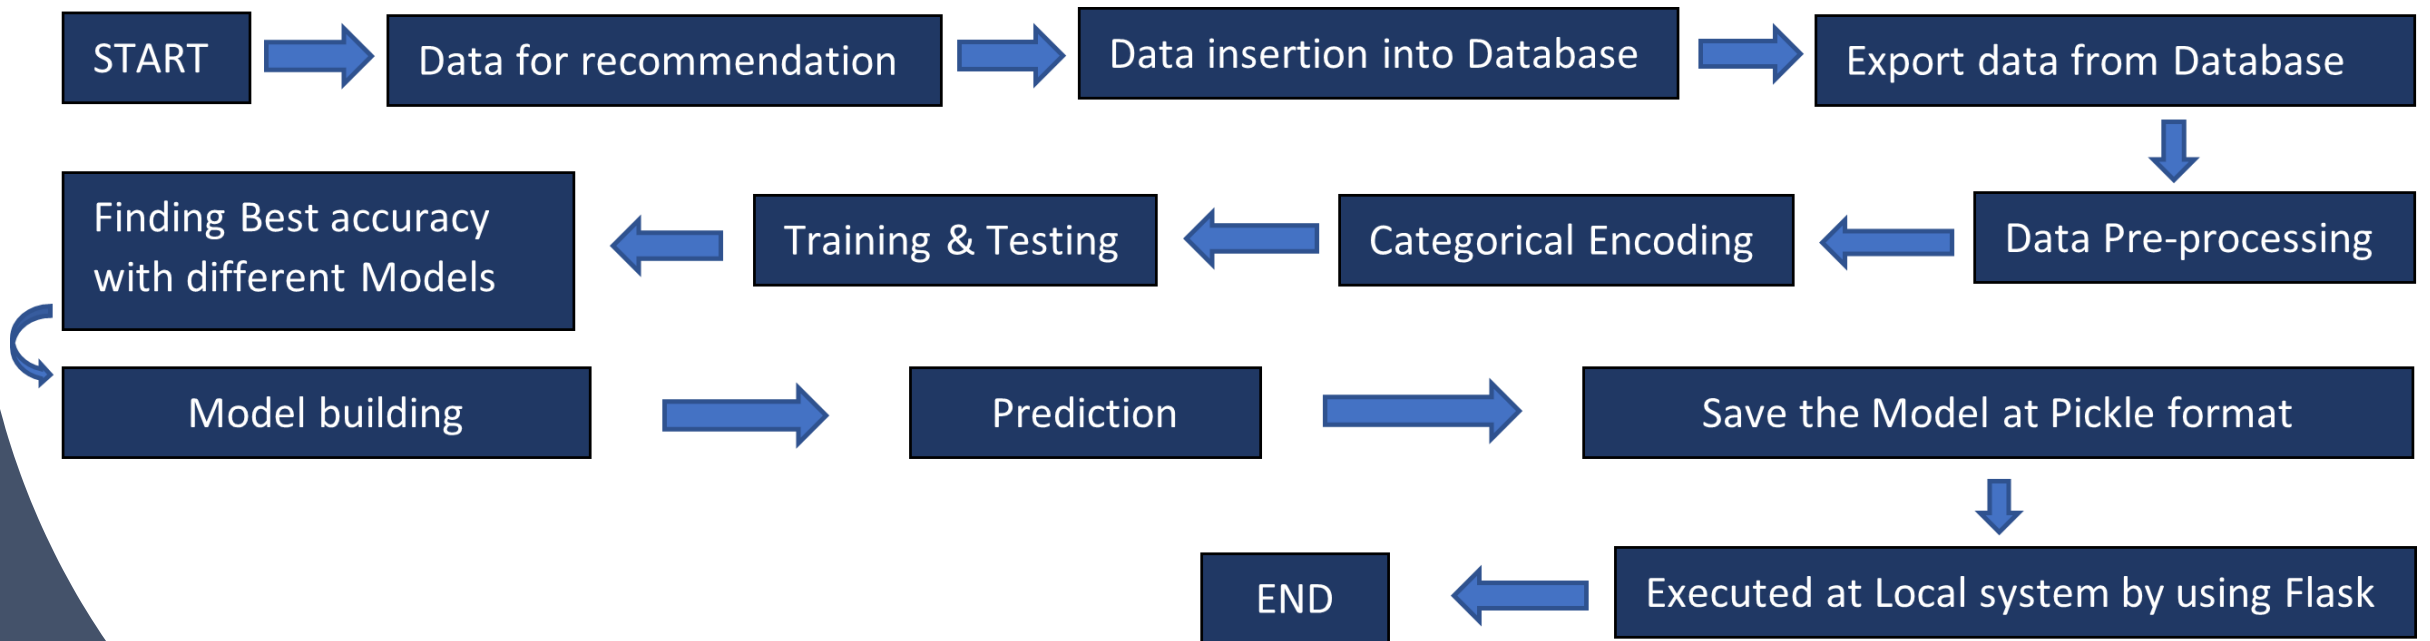 START
Data for recommendation
Data insertion into Database
Export data from Database
Data Pre-processing
Categorical Encoding
Training & Testing
Finding Best accuracy
with different Models
Model building
Prediction
Save the Model at Pickle format
Executed at Local system by using Flask
END